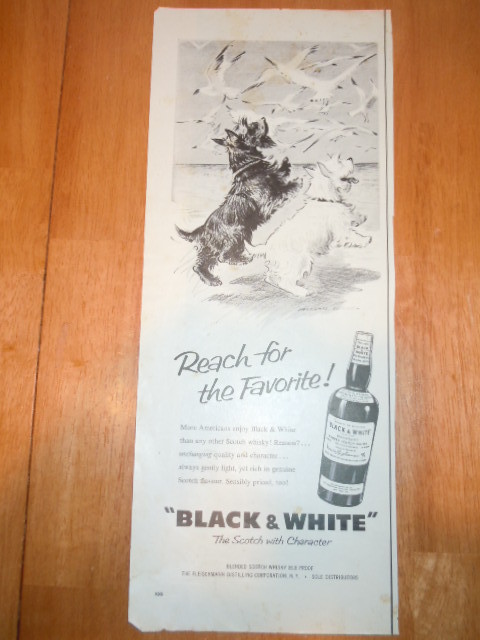 Reach for
the Favorite!
More Americans enjoy Black & White
than any other Scotch whisky! Reason? . . .
unchanging quality and character . . .
always gently light, yet rich in genuine
Scotch flavour. Sensibly priced, too!
BLACK & WHITE
"BLACK & WHITE"
The Scotch with Character
BLENDED SCOTCH WHISKY 86.8 PROOF
THE FLEISCHMANN DISTILLING CORPORATION, N. Y. • SOLE DISTRIBUTORS